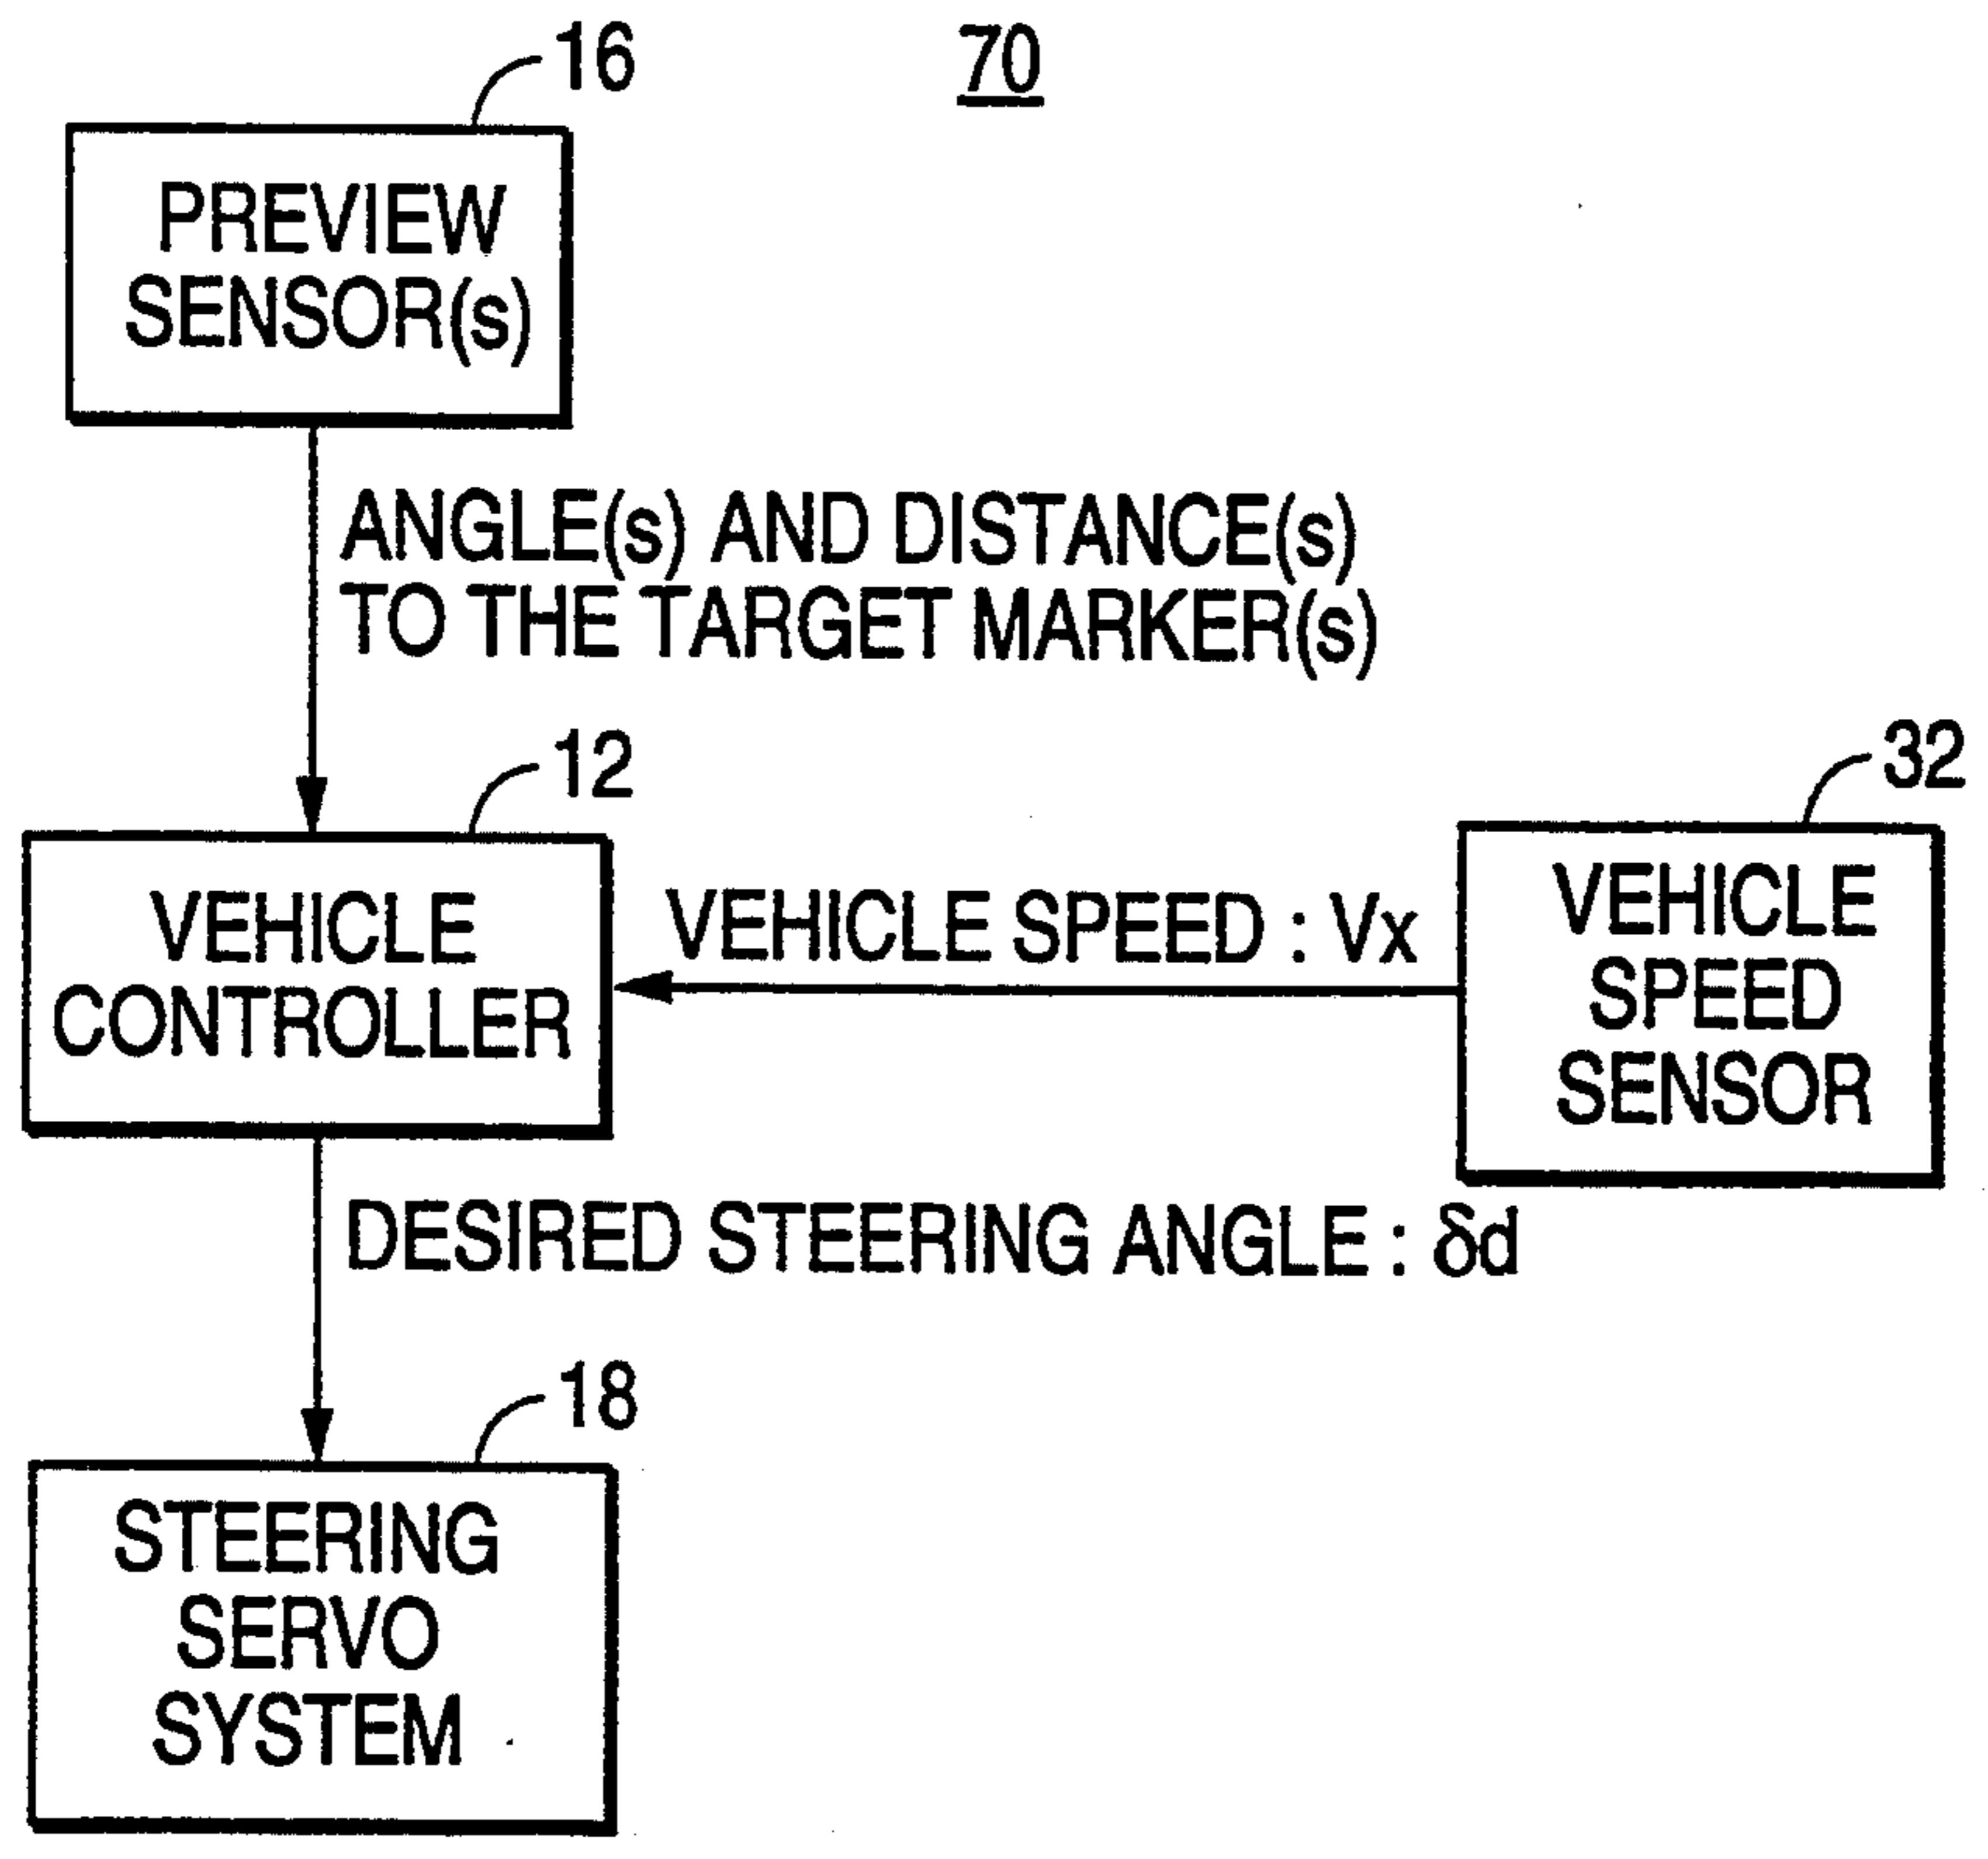 16
70
PREVIEW
SENSOR(s)
ANGLE(s) AND DISTANCE(s)
TO THE TARGET MARKER(s)
12
32
VEHICLE
CONTROLLER
VEHICLE SPEED : Vx
VEHICLE
SPEED
SENSOR
DESIRED STEERING ANGLE : δd
18
STEERING
SERVO
SYSTEM